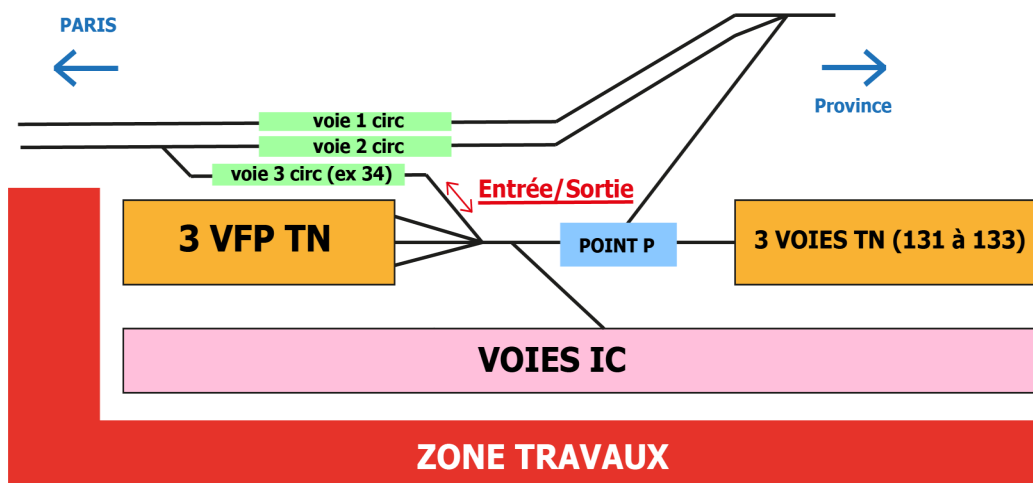 PARIS
Province
voie 1 circ
voie 2 circ
voie 3 circ (ex 34)
Entrée/Sortie
3 VFP TN
POINT P
3 VOIES TN (131 à 133)
VOIES IC
ZONE TRAVAUX